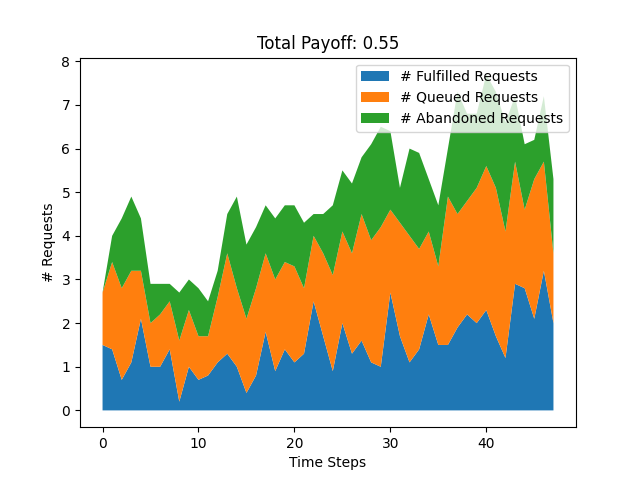 Total Payoff: 0.55
# Fulfilled Requests
# Queued Requests
# Abandoned Requests
8
7
6
5
4
3
2
1
0
# Requests
0 10 20 30 40
Time Steps